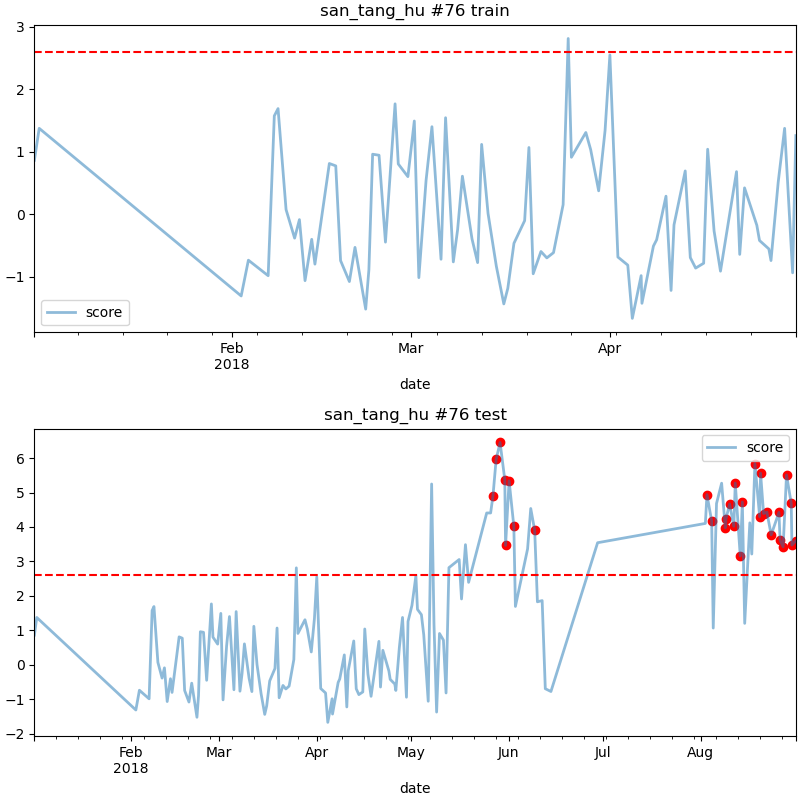 san_tang_hu #76 train
3
2
1
0
−1
score
Feb
2018
Mar
Apr
date
san_tang_hu #76 test
6
5
4
3
2
1
0
−1
−2
score
Feb
2018
Mar
Apr
May
Jun
Jul
Aug
date